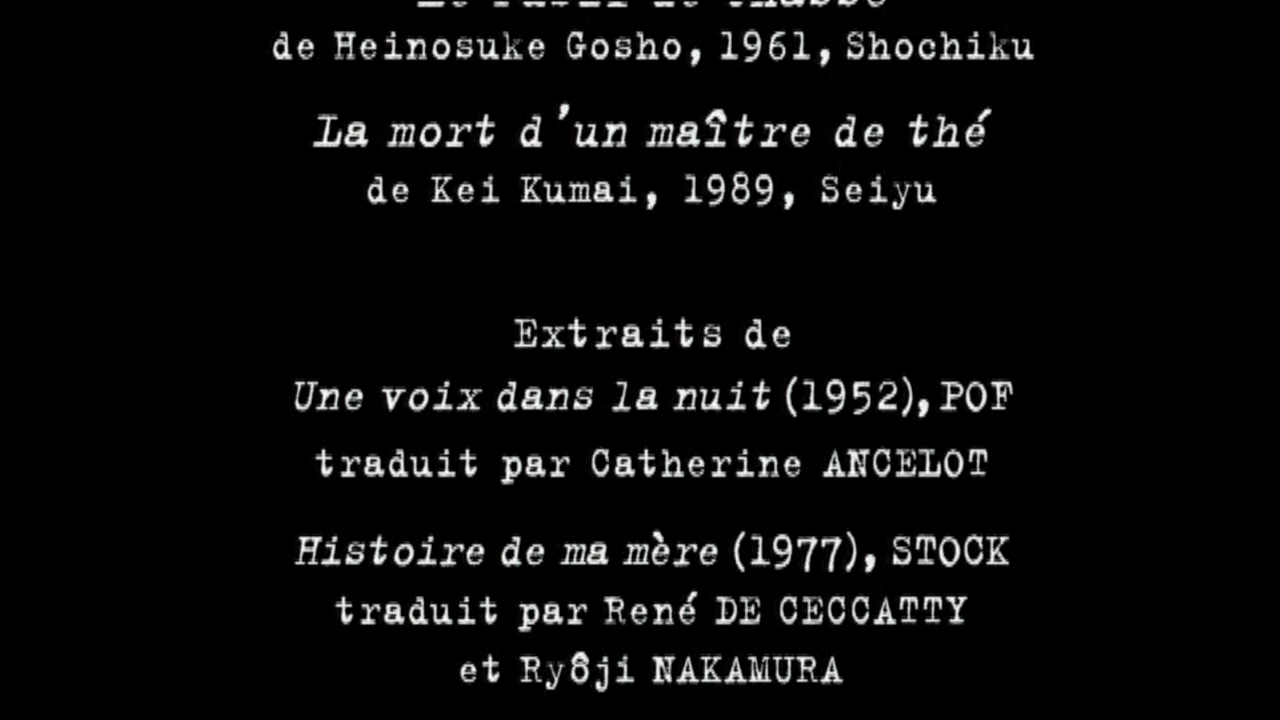 de Heinosuke Gosho, 1961, Shochiku
La mort d'un maître de thé
de Kei Kumai, 1989, Seiyu
Extraits de
Une voix dans la nuit (1952), POF
traduit par Catherine ANCELOT
Histoire de ma mère (1977), STOCK
traduit par René DE CECCATTY
et Ryôji NAKAMURA